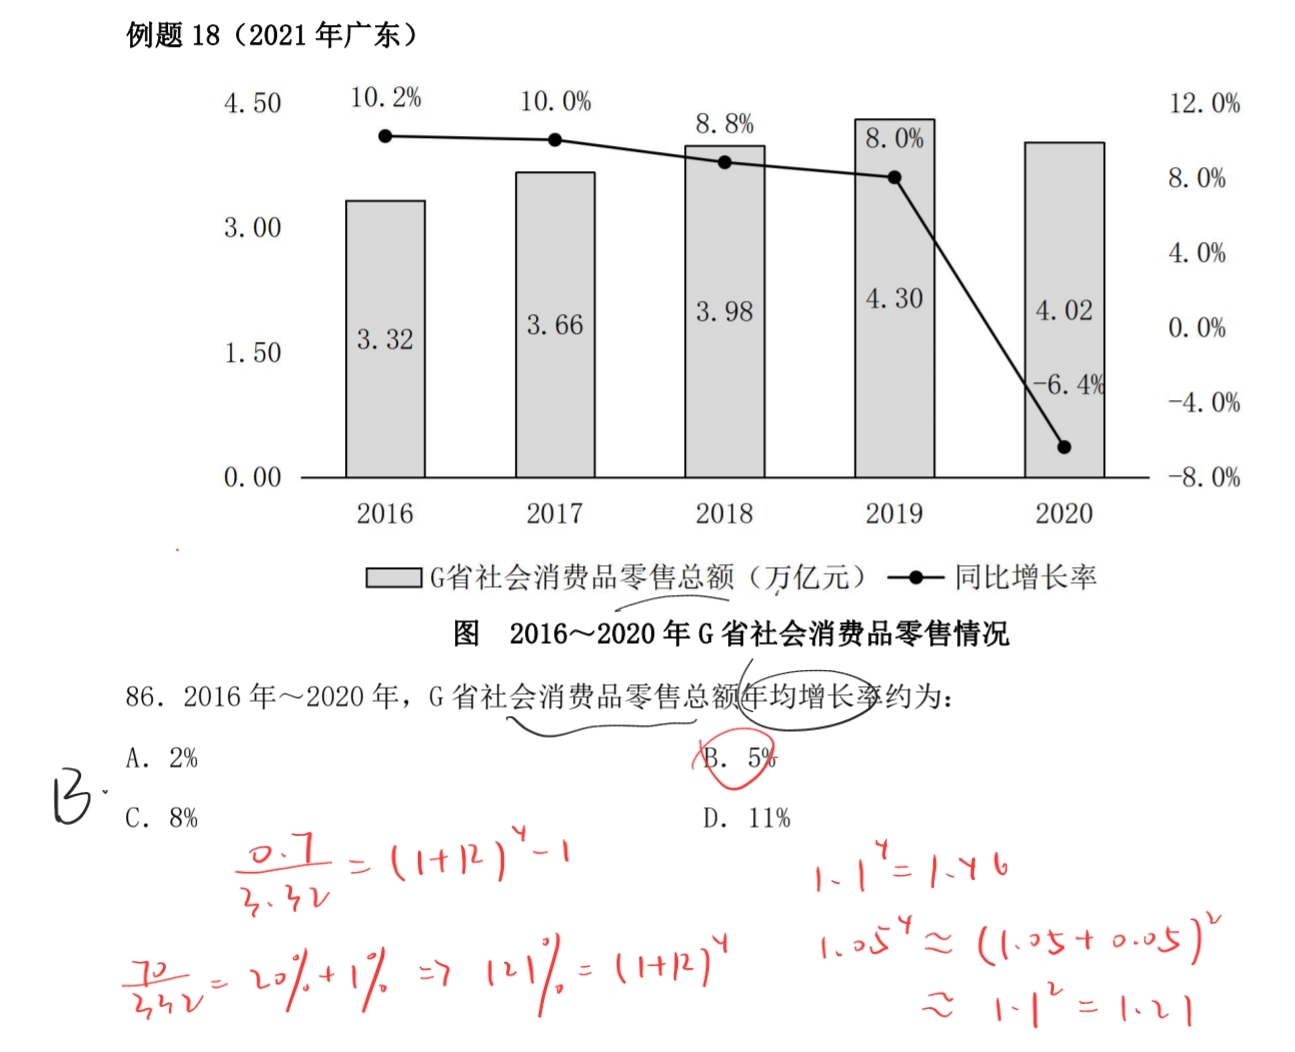 例题 18（2021 年广东）
4.50 10.2% 10.0% 8.8% 8.0% 12.0%
8.0%
3.00 4.0%
3.32 3.66 3.98 4.30 4.02 0.0%
1.50 -6.4% -4.0%
0.00 -8.0%
2016 2017 2018 2019 2020
G省社会消费品零售总额（万亿元） 同比增长率
图 2016～2020 年 G 省社会消费品零售情况
86. 2016 年～2020 年，G 省社会消费品零售总额年均增长率约为：
A. 2% B. 5%
B.
C. 8% D. 11%
0.7/3.32 = (1+R)^4 - 1
1.1^4 = 1.46
70/332 = 20% + 1% => 121% = (1+R)^4
1.05^4 ≈ (1.05 + 0.05)^2
≈ 1.1^2 = 1.21